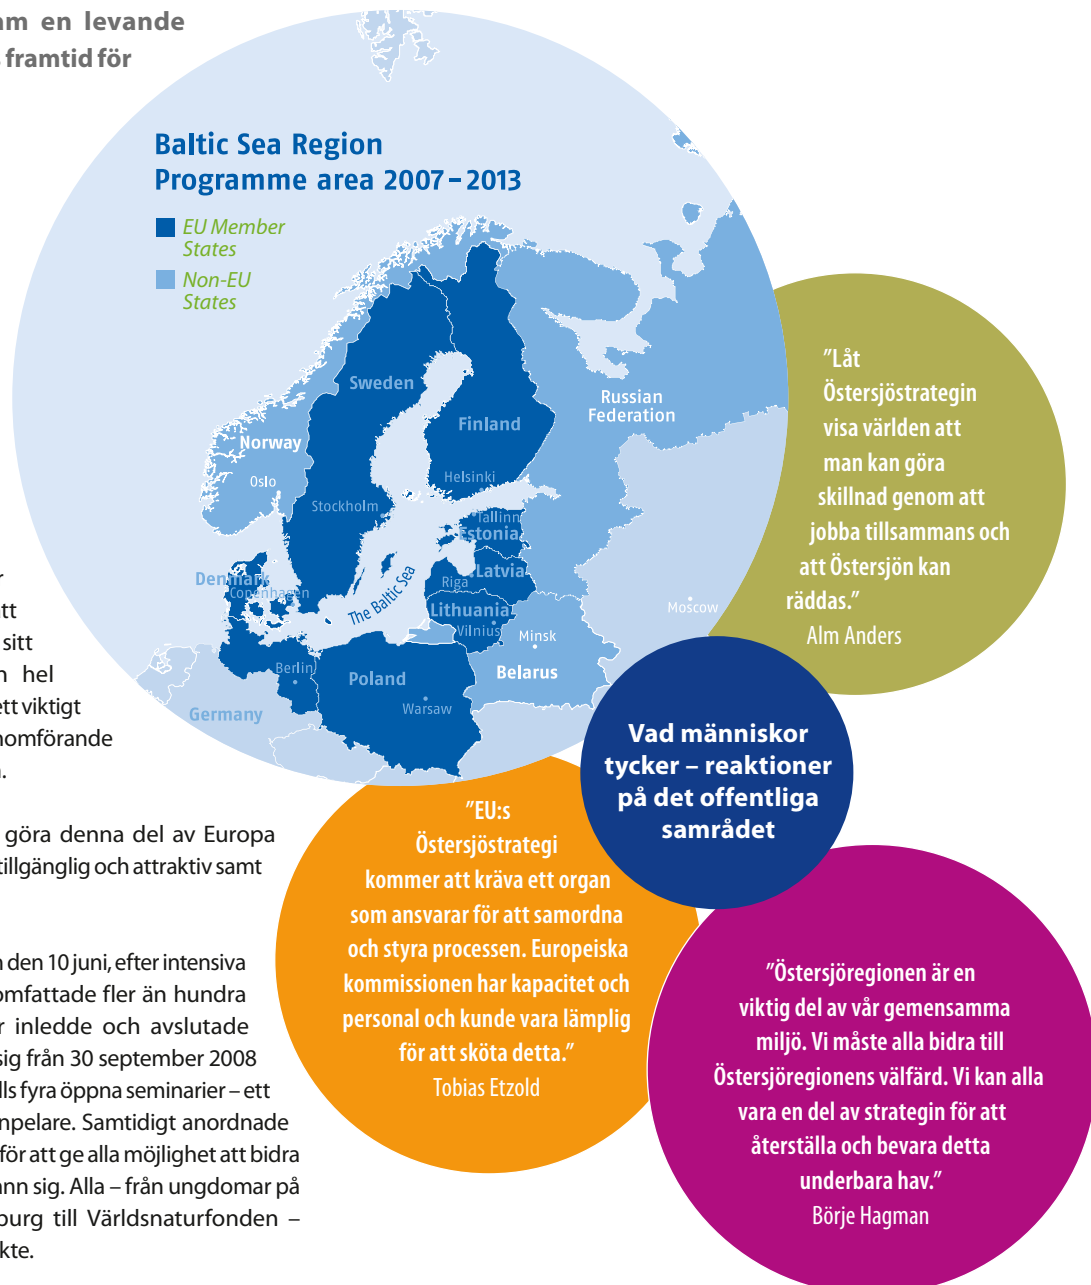 am en levande
framtid för
Baltic Sea Region
Programme area 2007–2013
EU Member
States
Non-EU
States
Sweden
Finland
Norway
Oslo
Helsinki
Stockholm
Russian
Federation
Tallinn
Estonia
Latvia
Riga
Denmark
Copenhagen
The Baltic Sea
Lithuania
Vilnius
Moscow
Minsk
Belarus
Berlin
Poland
Warsaw
Germany
sitt
hel
ett viktigt
nomförande
göra denna del av Europa
tillgänglig och attraktiv samt
den 10 juni, efter intensiva
omfattade fler än hundra
inledde och avslutade
sig från 30 september 2008
lls fyra öppna seminarier – ett
npelare. Samtidigt anordnade
för att ge alla möjlighet att bidra
ann sig. Alla – från ungdomar på
burg till Världsnaturfonden –
kte.
”Låt
Östersjöstrategin
visa världen att
man kan göra
skillnad genom att
jobba tillsammans och
att Östersjön kan
räddas.”
Alm Anders
Vad människor
tycker – reaktioner
på det offentliga
samrådet
”EU:s
Östersjöstrategi
kommer att kräva ett organ
som ansvarar för att samordna
och styra processen. Europeiska
kommissionen har kapacitet och
personal och kunde vara lämplig
för att sköta detta.”
Tobias Etzold
”Östersjöregionen är en
viktig del av vår gemensamma
miljö. Vi måste alla bidra till
Östersjöregionens välfärd. Vi kan alla
vara en del av strategin för att
återställa och bevara detta
underbara hav.”
Börje Hagman